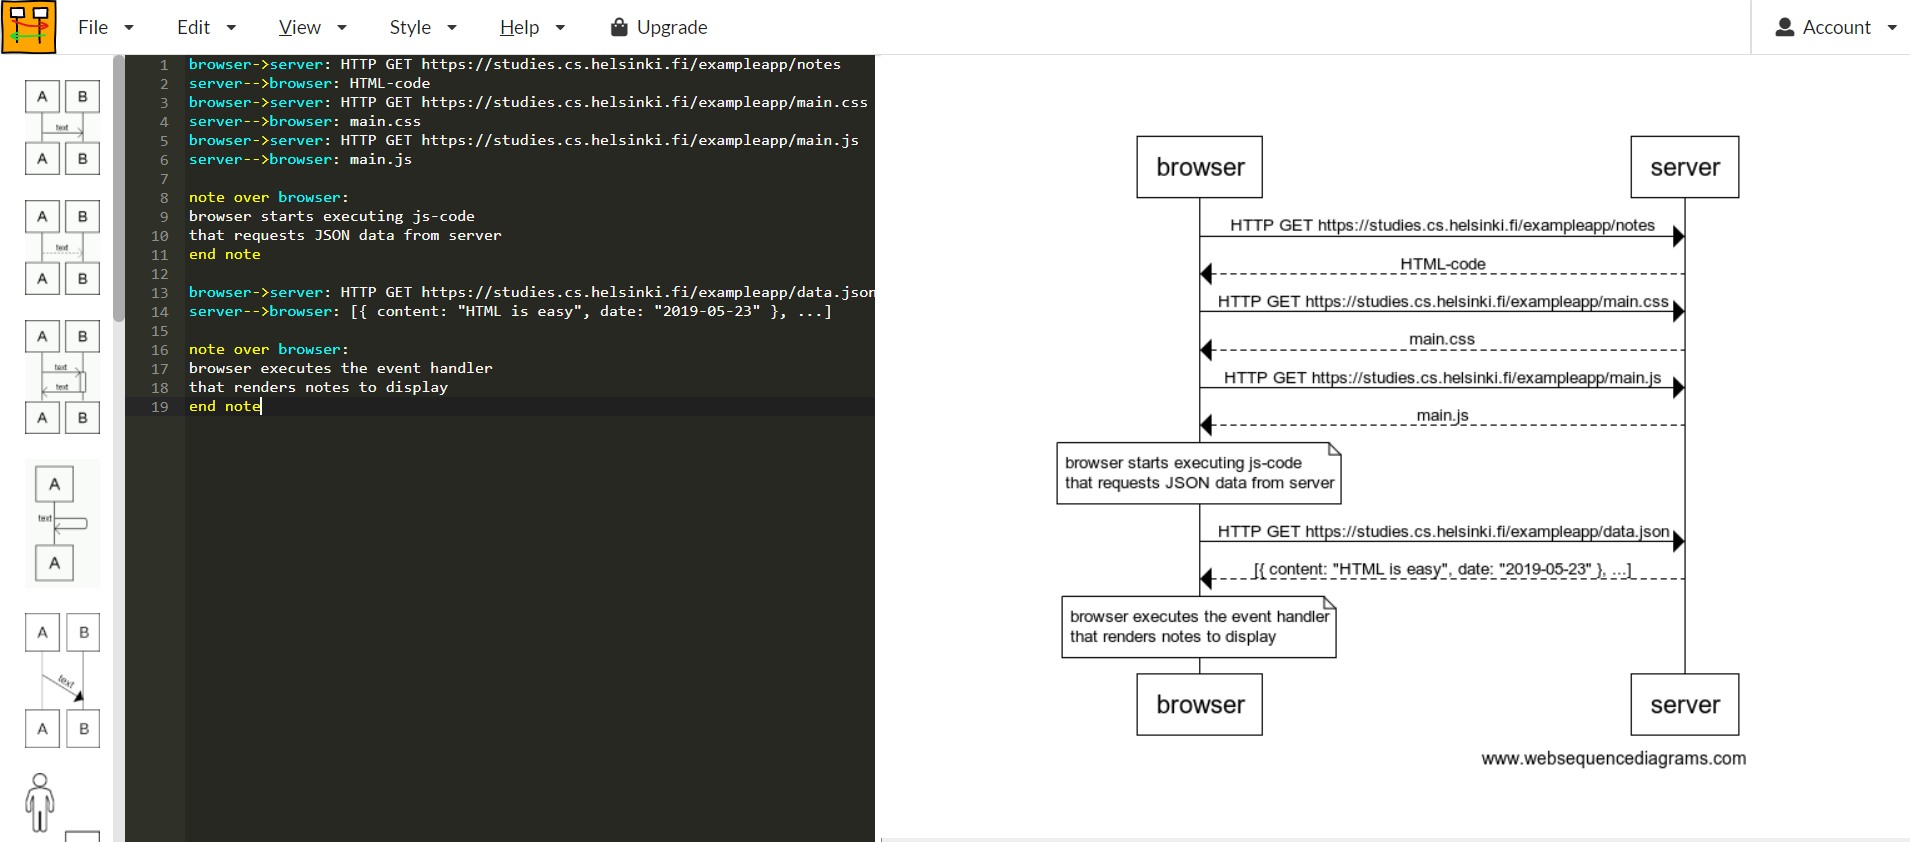 File
Edit
View
Style
Help
Upgrade
Account
A B
text
A B
A B
text
A B
A B
text
text
A B
A
text
A
A B
text
A B
1 browser->server: HTTP GET https://studies.cs.helsinki.fi/exampleapp/notes
2 server-->browser: HTML-code
3 browser->server: HTTP GET https://studies.cs.helsinki.fi/exampleapp/main.css
4 server-->browser: main.css
5 browser->server: HTTP GET https://studies.cs.helsinki.fi/exampleapp/main.js
6 server-->browser: main.js
7
8 note over browser:
9 browser starts executing js-code
10 that requests JSON data from server
11 end note
12
13 browser->server: HTTP GET https://studies.cs.helsinki.fi/exampleapp/data.json
14 server-->browser: [{ content: "HTML is easy", date: "2019-05-23" }, ...]
15
16 note over browser:
17 browser executes the event handler
18 that renders notes to display
19 end note
browser server
HTTP GET https://studies.cs.helsinki.fi/exampleapp/notes
HTML-code
HTTP GET https://studies.cs.helsinki.fi/exampleapp/main.css
main.css
HTTP GET https://studies.cs.helsinki.fi/exampleapp/main.js
main.js
browser starts executing js-code
that requests JSON data from server
HTTP GET https://studies.cs.helsinki.fi/exampleapp/data.json
[{ content: "HTML is easy", date: "2019-05-23" }, ...]
browser executes the event handler
that renders notes to display
browser server
www.websequencediagrams.com